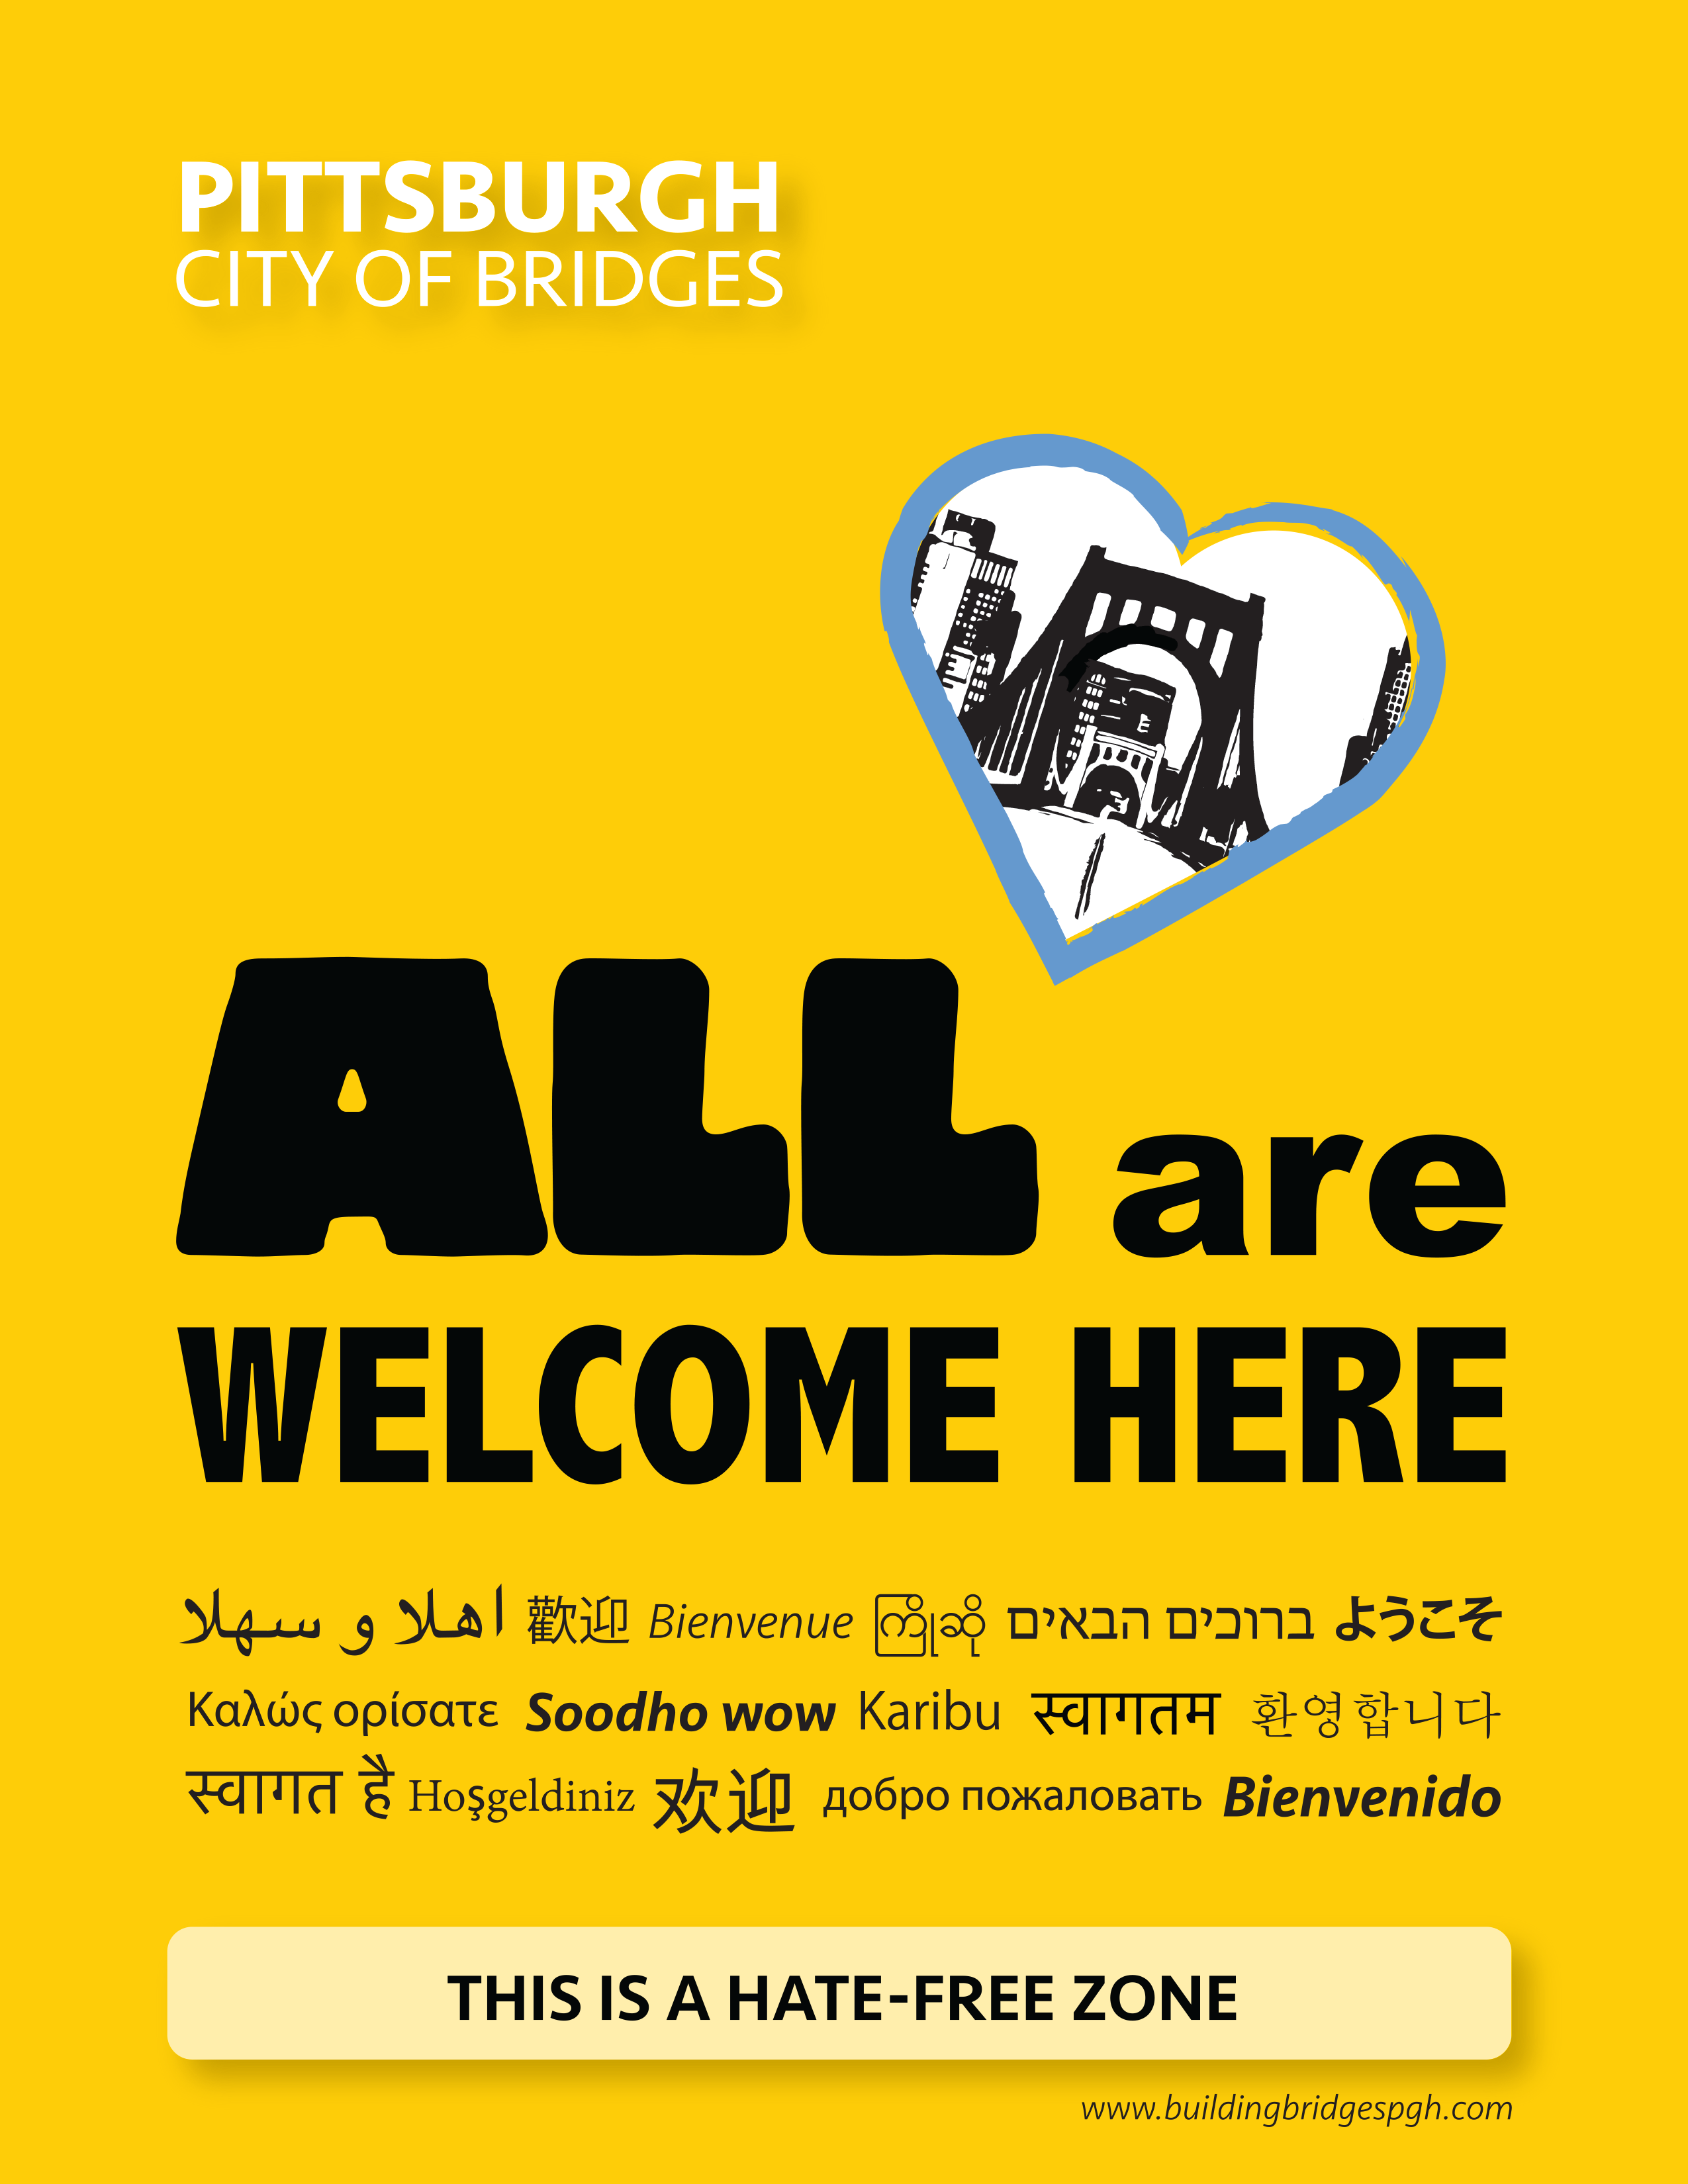 PITTSBURGH
CITY OF BRIDGES
ALL are
WELCOME HERE
اهلا و سهلا 歡迎 Bienvenue ကြိုဆို ברוכים הבאים ようこそ
Καλώς ορίσατε Soodho wow Karibu स्वागतम 환영합니다
स्वागत है Hoşgeldiniz 欢迎 добро пожаловать Bienvenido
THIS IS A HATE-FREE ZONE
www.buildingbridgespgh.com